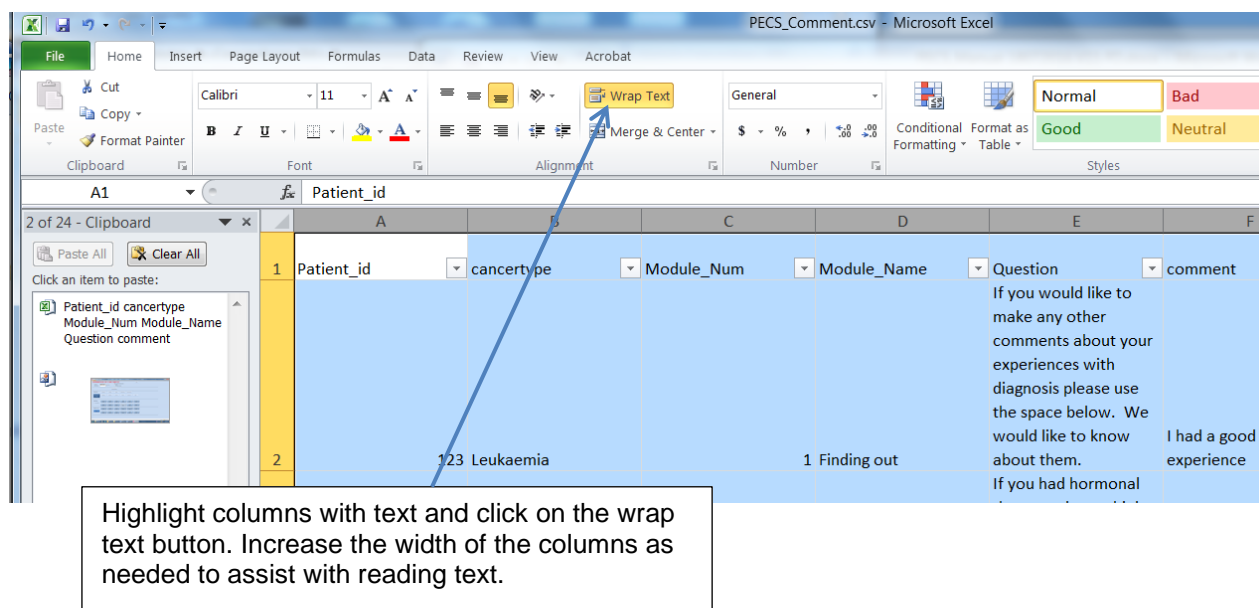 PECS_Comment.csv - Microsoft Excel
File Home Insert Page Layout Formulas Data Review View Acrobat
Cut
Copy
Format Painter
Paste
Clipboard
Calibri 11 A A
B I U A
Font
Wrap Text
Merge & Center
Alignment
General
$ % , .0 .00 .00 .0
Number
Conditional Formatting
Format as Table
Normal Bad
Good Neutral
Styles
A1 fx Patient_id
2 of 24 - Clipboard
Paste All Clear All
Click an item to paste:
Patient_id cancertype
Module_Num Module_Name
Question comment
A B C D E F
1 Patient_id cancertype Module_Num Module_Name Question comment
If you would like to
make any other
comments about your
experiences with
diagnosis please use
the space below. We
would like to know
about them.
I had a good
experience
2 123 Leukaemia 1 Finding out
If you had hormonal
Highlight columns with text and click on the wrap
text button. Increase the width of the columns as
needed to assist with reading text.